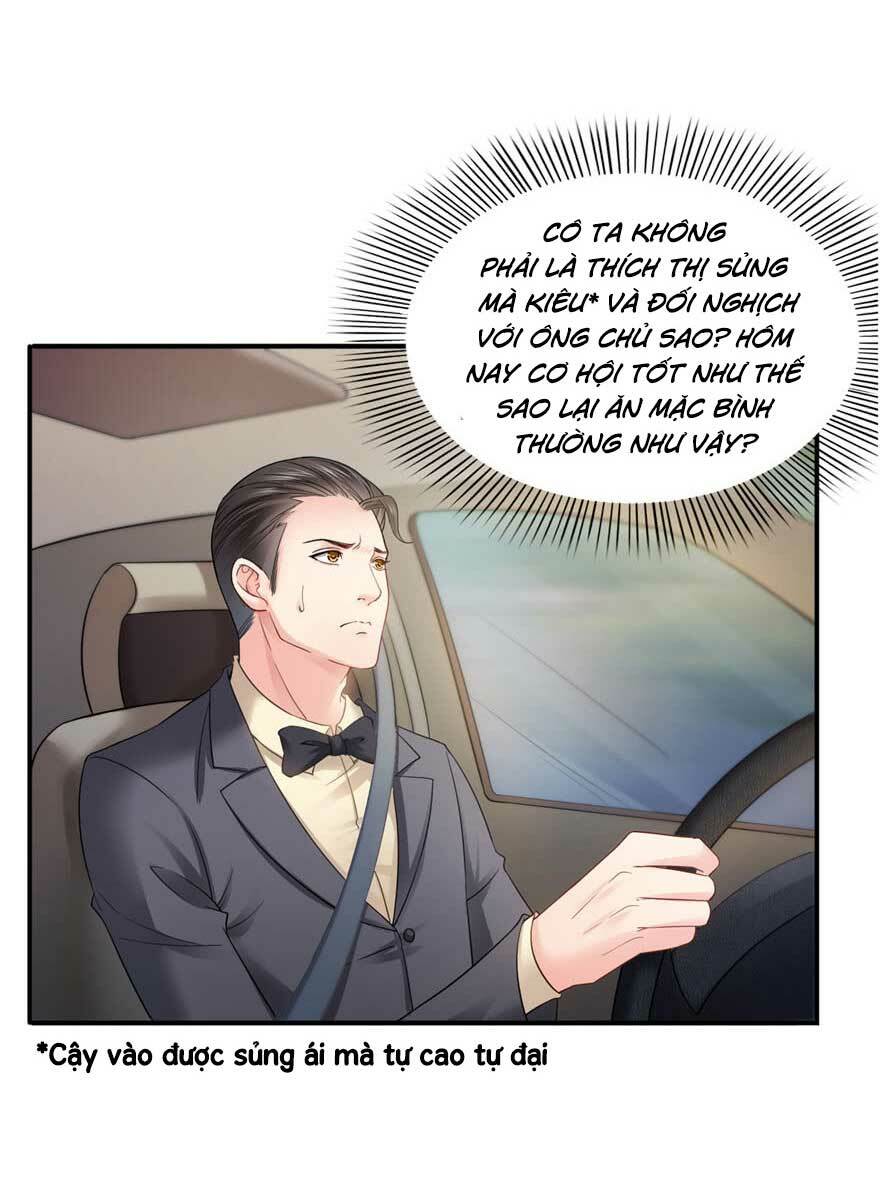 CÔ TA KHÔNG
PHẢI LÀ THÍCH THỊ SỦNG
MÀ KIÊU* VÀ ĐỐI NGHỊCH
VỚI ÔNG CHỦ SAO? HÔM
NAY CƠ HỘI TỐT NHƯ THẾ
SAO LẠI ĂN MẶC BÌNH
THƯỜNG NHƯ VẬY?
*Cậy vào được sủng ái mà tự cao tự đại